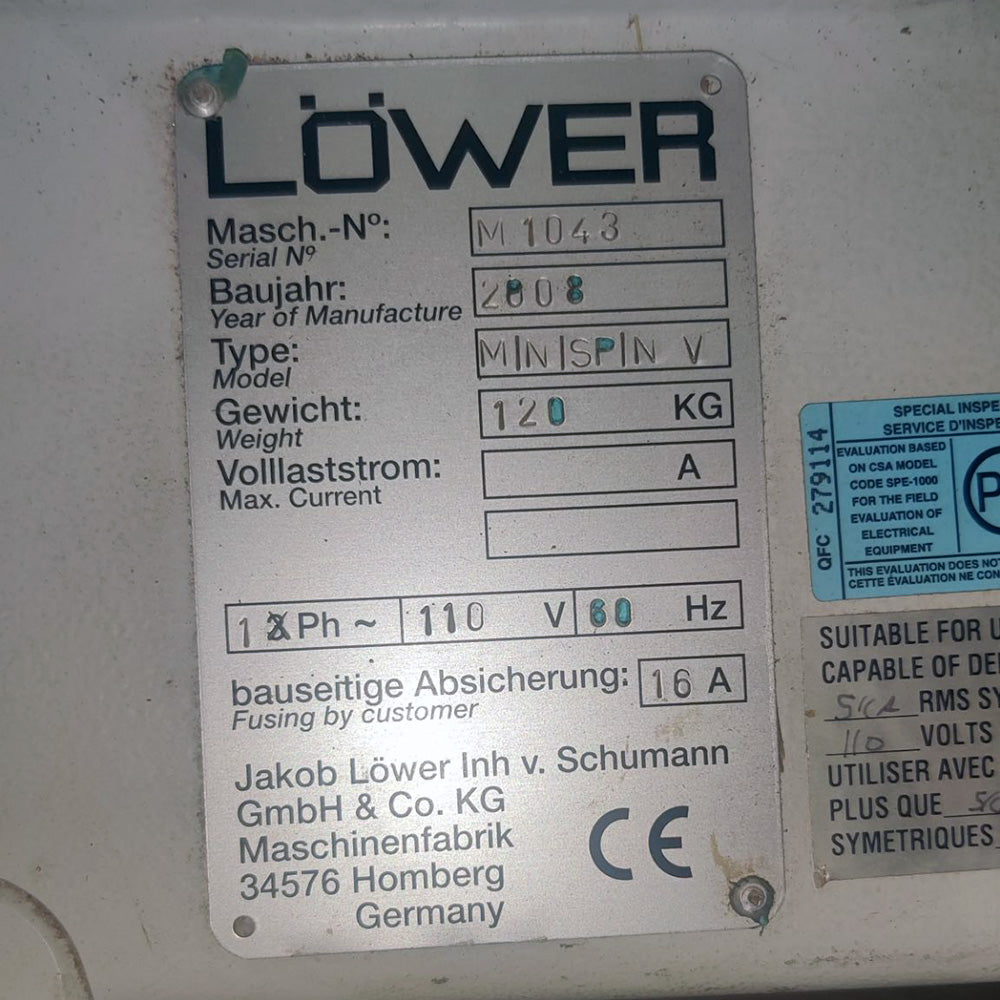 LÖWER
Masch.-Nº: M 1043
Serial Nº
Baujahr: 2008
Year of Manufacture
Type: MINISPIN V
Model
Gewicht: 120 KG
Weight
Volllaststrom: A
Max. Current
1 Ph ~ 110 V 60 Hz
bauseitige Absicherung: 16 A
Fusing by customer
Jakob Löwer Inh v. Schumann
GmbH & Co. KG
Maschinenfabrik
34576 Homberg
Germany
CE
QFC 279114
SPECIAL INSPE
SERVICE D'INSPE
EVALUATION BASED
ON CSA MODEL
CODE SPE-1000
FOR THE FIELD
EVALUATION OF
ELECTRICAL
EQUIPMENT
THIS EVALUATION DOES NO
CETTE ÉVALUATION NE CON
SUITABLE FOR U
CAPABLE OF DE
RMS SY
110 VOLTS
UTILISER AVEC
PLUS QUE
SYMETRIQUES